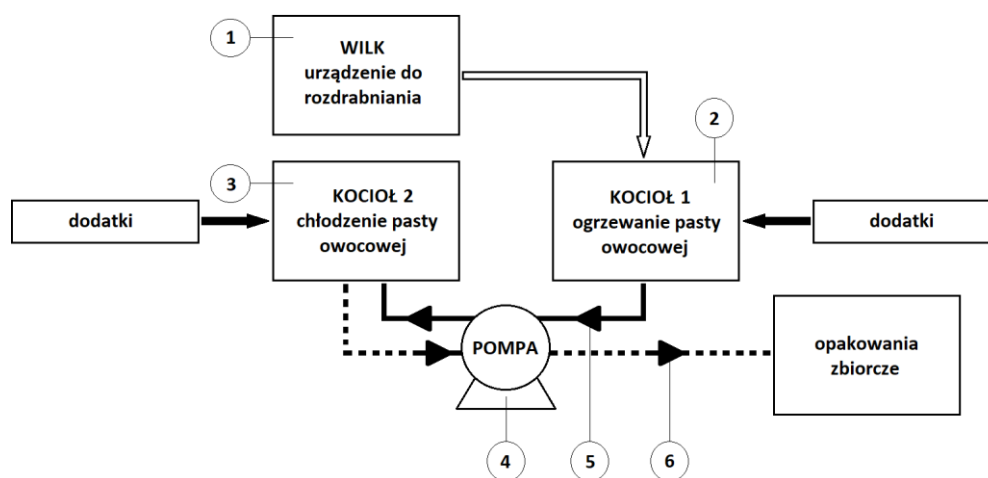 1
WILK
urządzenie do
rozdrabniania
2
3
KOCIOŁ 2
chłodzenie pasty
owocowej
KOCIOŁ 1
ogrzewanie pasty
owocowej
dodatki
dodatki
POMPA
opakowania
zbiorcze
4
5
6